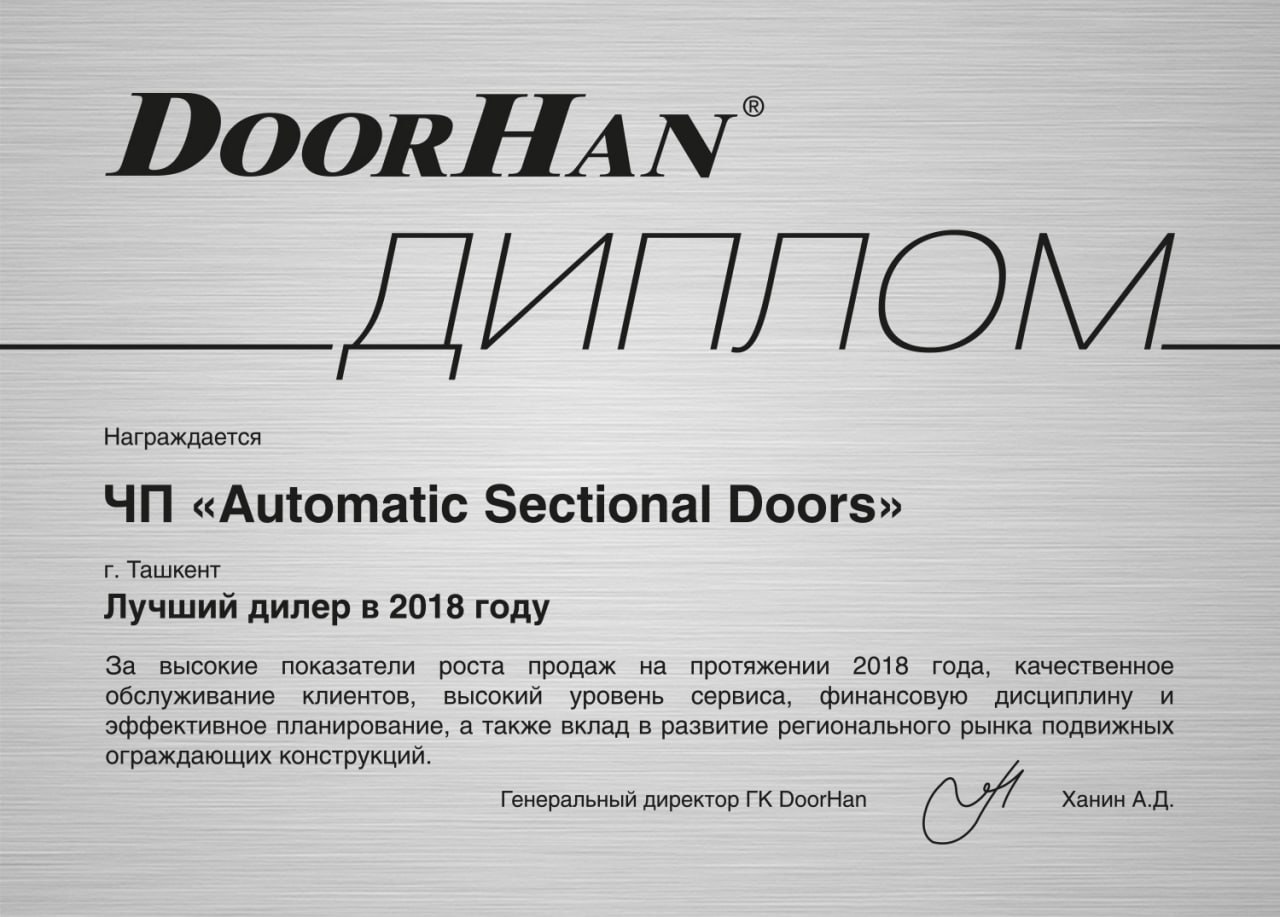 DOORHAN®
ДИПЛОМ
Награждается
ЧП «Automatic Sectional Doors»
г. Ташкент
Лучший дилер в 2018 году
За высокие показатели роста продаж на протяжении 2018 года, качественное
обслуживание клиентов, высокий уровень сервиса, финансовую дисциплину и
эффективное планирование, а также вклад в развитие регионального рынка подвижных
ограждающих конструкций.
Генеральный директор ГК DoorHan Ханин А.Д.